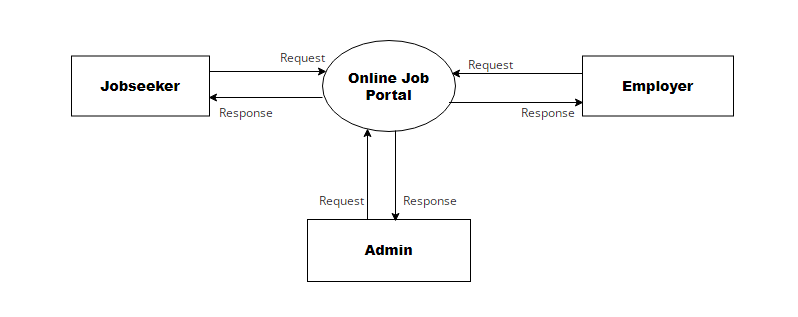 Request
Jobseeker
Response
Online Job
Portal
Request
Employer
Response
Request
Response
Admin